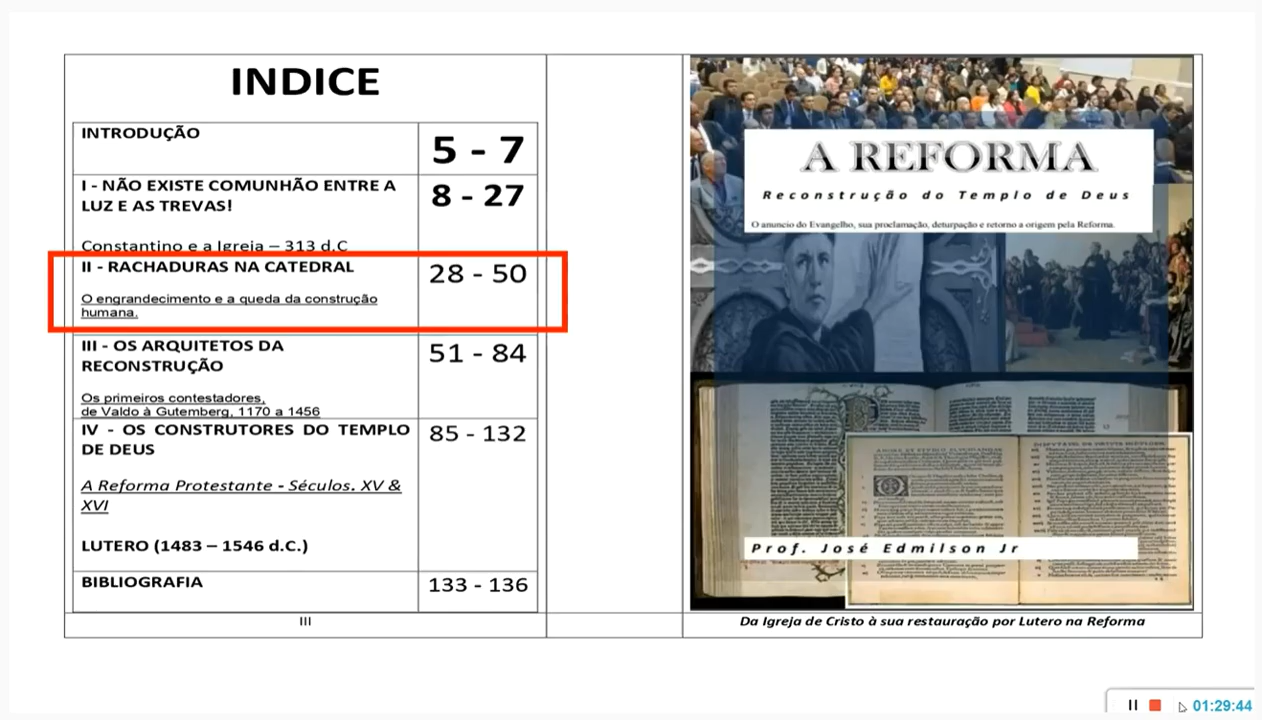 INDICE
INTRODUÇÃO
5 - 7
I - NÃO EXISTE COMUNHÃO ENTRE A
LUZ E AS TREVAS!
8 - 27
Constantino e a Igreja – 313 d.C
II - RACHADURAS NA CATEDRAL
28 - 50
O engrandecimento e a queda da construção
humana.
III - OS ARQUITETOS DA
RECONSTRUÇÃO
51 - 84
Os primeiros contestadores,
de Valdo à Gutemberg, 1170 a 1456
IV - OS CONSTRUTORES DO TEMPLO
DE DEUS
85 - 132
A Reforma Protestante - Séculos. XV &
XVI
LUTERO (1483 – 1546 d.C.)
BIBLIOGRAFIA
133 - 136
III
A REFORMA
Reconstrução do Templo de Deus
O anuncio do Evangelho, sua proclamação, deturpação e retorno a origem pela Reforma.
Prof. José Edmilson Jr
Da Igreja de Cristo à sua restauração por Lutero na Reforma
01:29:44